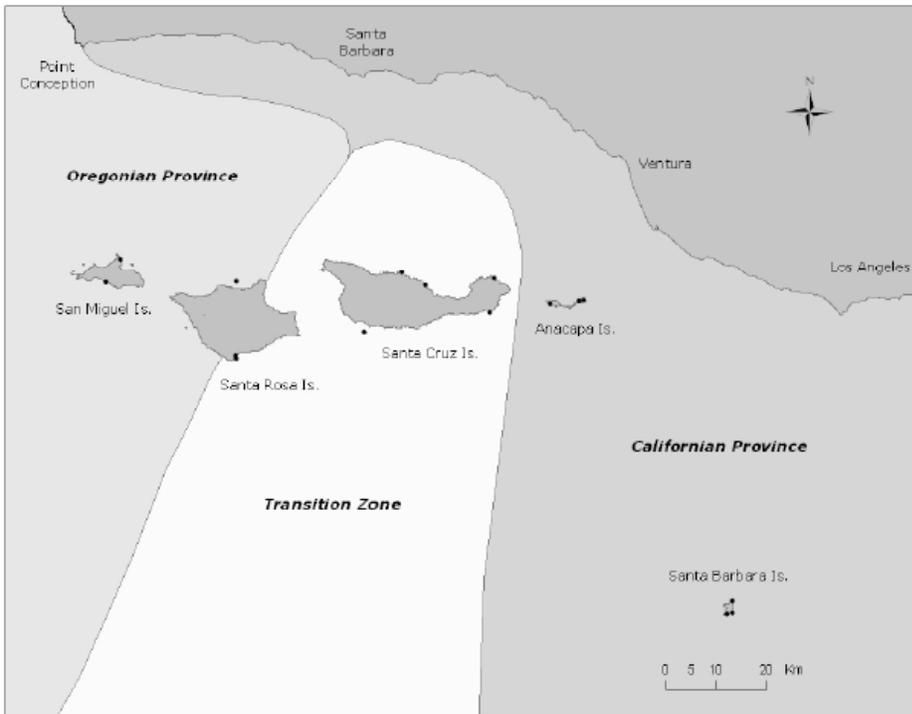 Santa
Barbara
Point
Conception
N
Oregonian Province
Ventura
Los Angeles
San Miguel Is.
Anacapa Is.
Santa Cruz Is.
Santa Rosa Is.
Californian Province
Transition Zone
Santa Barbara Is.
0 5 10 20 Km